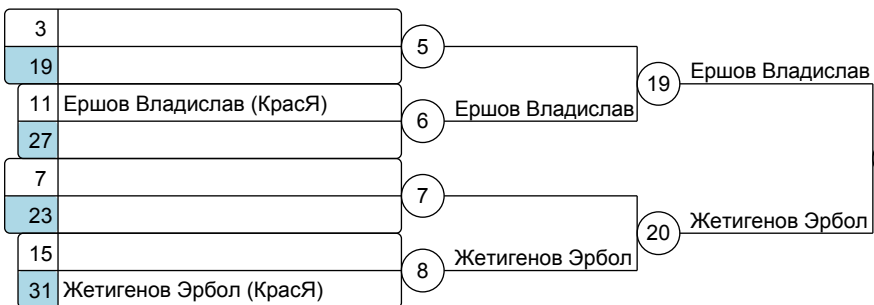 3
5
19
19 Ершов Владислав
11 Ершов Владислав (КрасЯ)
6 Ершов Владислав
27
7
7
23
20 Жетигенов Эрбол
15
8 Жетигенов Эрбол
31 Жетигенов Эрбол (КрасЯ)